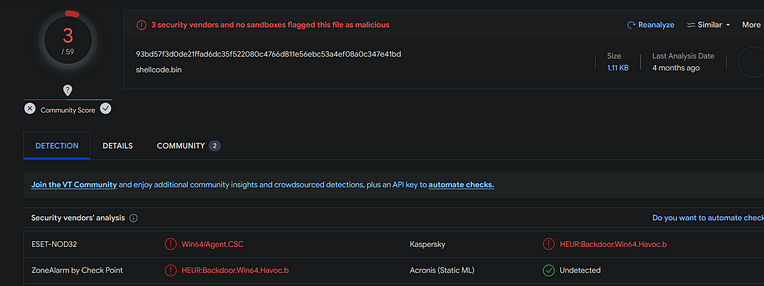 3
/ 59
Community Score
3 security vendors and no sandboxes flagged this file as malicious
Reanalyze
Similar
More
93bd57f3d0de21ffad6dc35f522080c4766d811e56ebc53a4ef08a0c347e41bd
shellcode.bin
Size
1.11 KB
Last Analysis Date
4 months ago
DETECTION DETAILS COMMUNITY 2
Join the VT Community and enjoy additional community insights and crowdsourced detections, plus an API key to automate checks.
Security vendors' analysis
Do you want to automate check
ESET-NOD32 Win64/Agent.CSC Kaspersky HEUR:Backdoor.Win64.Havoc.b
ZoneAlarm by Check Point HEUR:Backdoor.Win64.Havoc.b Acronis (Static ML) Undetected